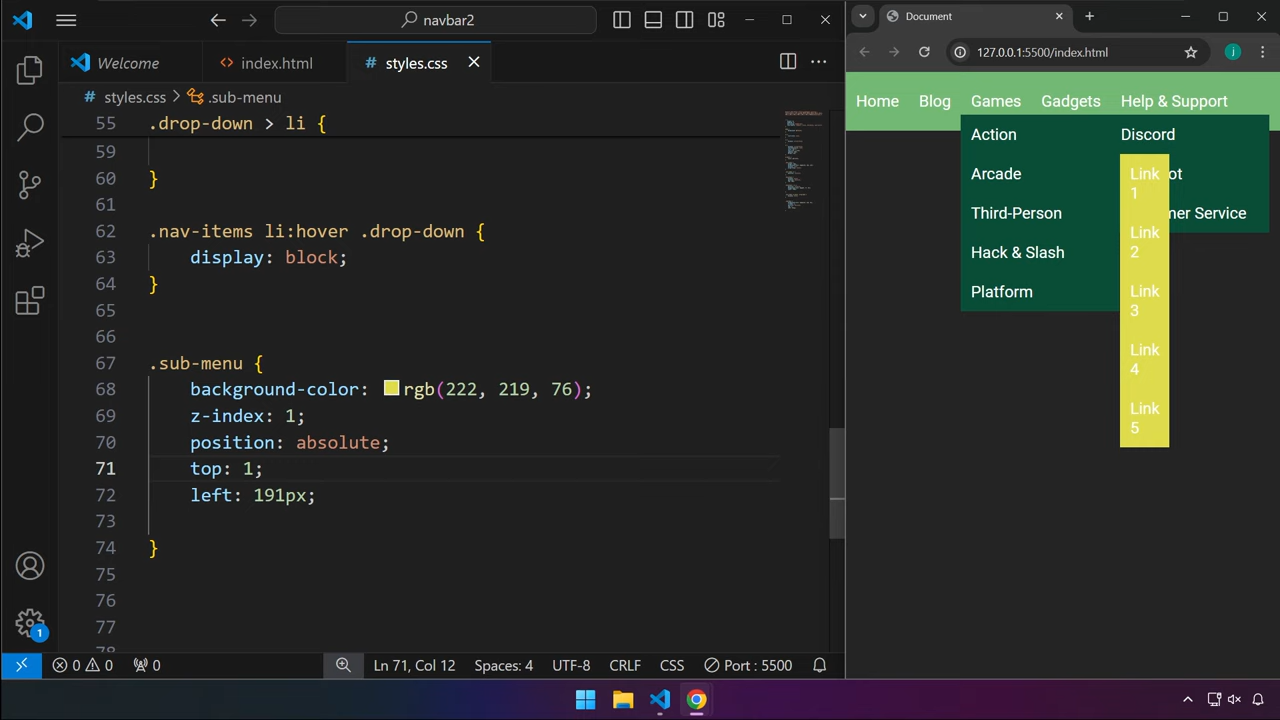 navbar2
Welcome
index.html
# styles.css
# styles.css > .sub-menu
55 .drop-down > li {
59
60 }
61
62 .nav-items li:hover .drop-down {
63 display: block;
64 }
65
66
67 .sub-menu {
68 background-color: rgb(222, 219, 76);
69 z-index: 1;
70 position: absolute;
71 top: 1;
72 left: 191px;
73
74 }
75
76
77
1
0 0 0 Ln 71, Col 12 Spaces: 4 UTF-8 CRLF CSS Port : 5500
Document
127.0.0.1:5500/index.html
j
Home Blog Games Gadgets Help & Support
Action
Arcade
Third-Person
Hack & Slash
Platform
Discord
ot
mer Service
Link
1
Link
2
Link
3
Link
4
Link
5